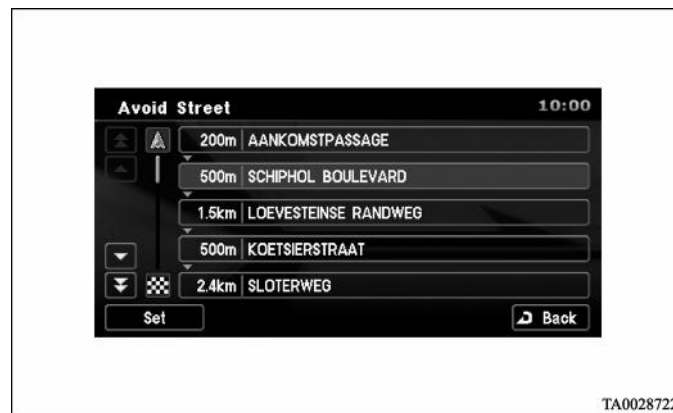 Avoid Street 10:00
200m AANKOMSTPASSAGE
500m SCHIPHOL BOULEVARD
1.5km LOEVESTEINSE RANDWEG
500m KOETSIERSTRAAT
2.4km SLOTERWEG
Set Back
TA0028722